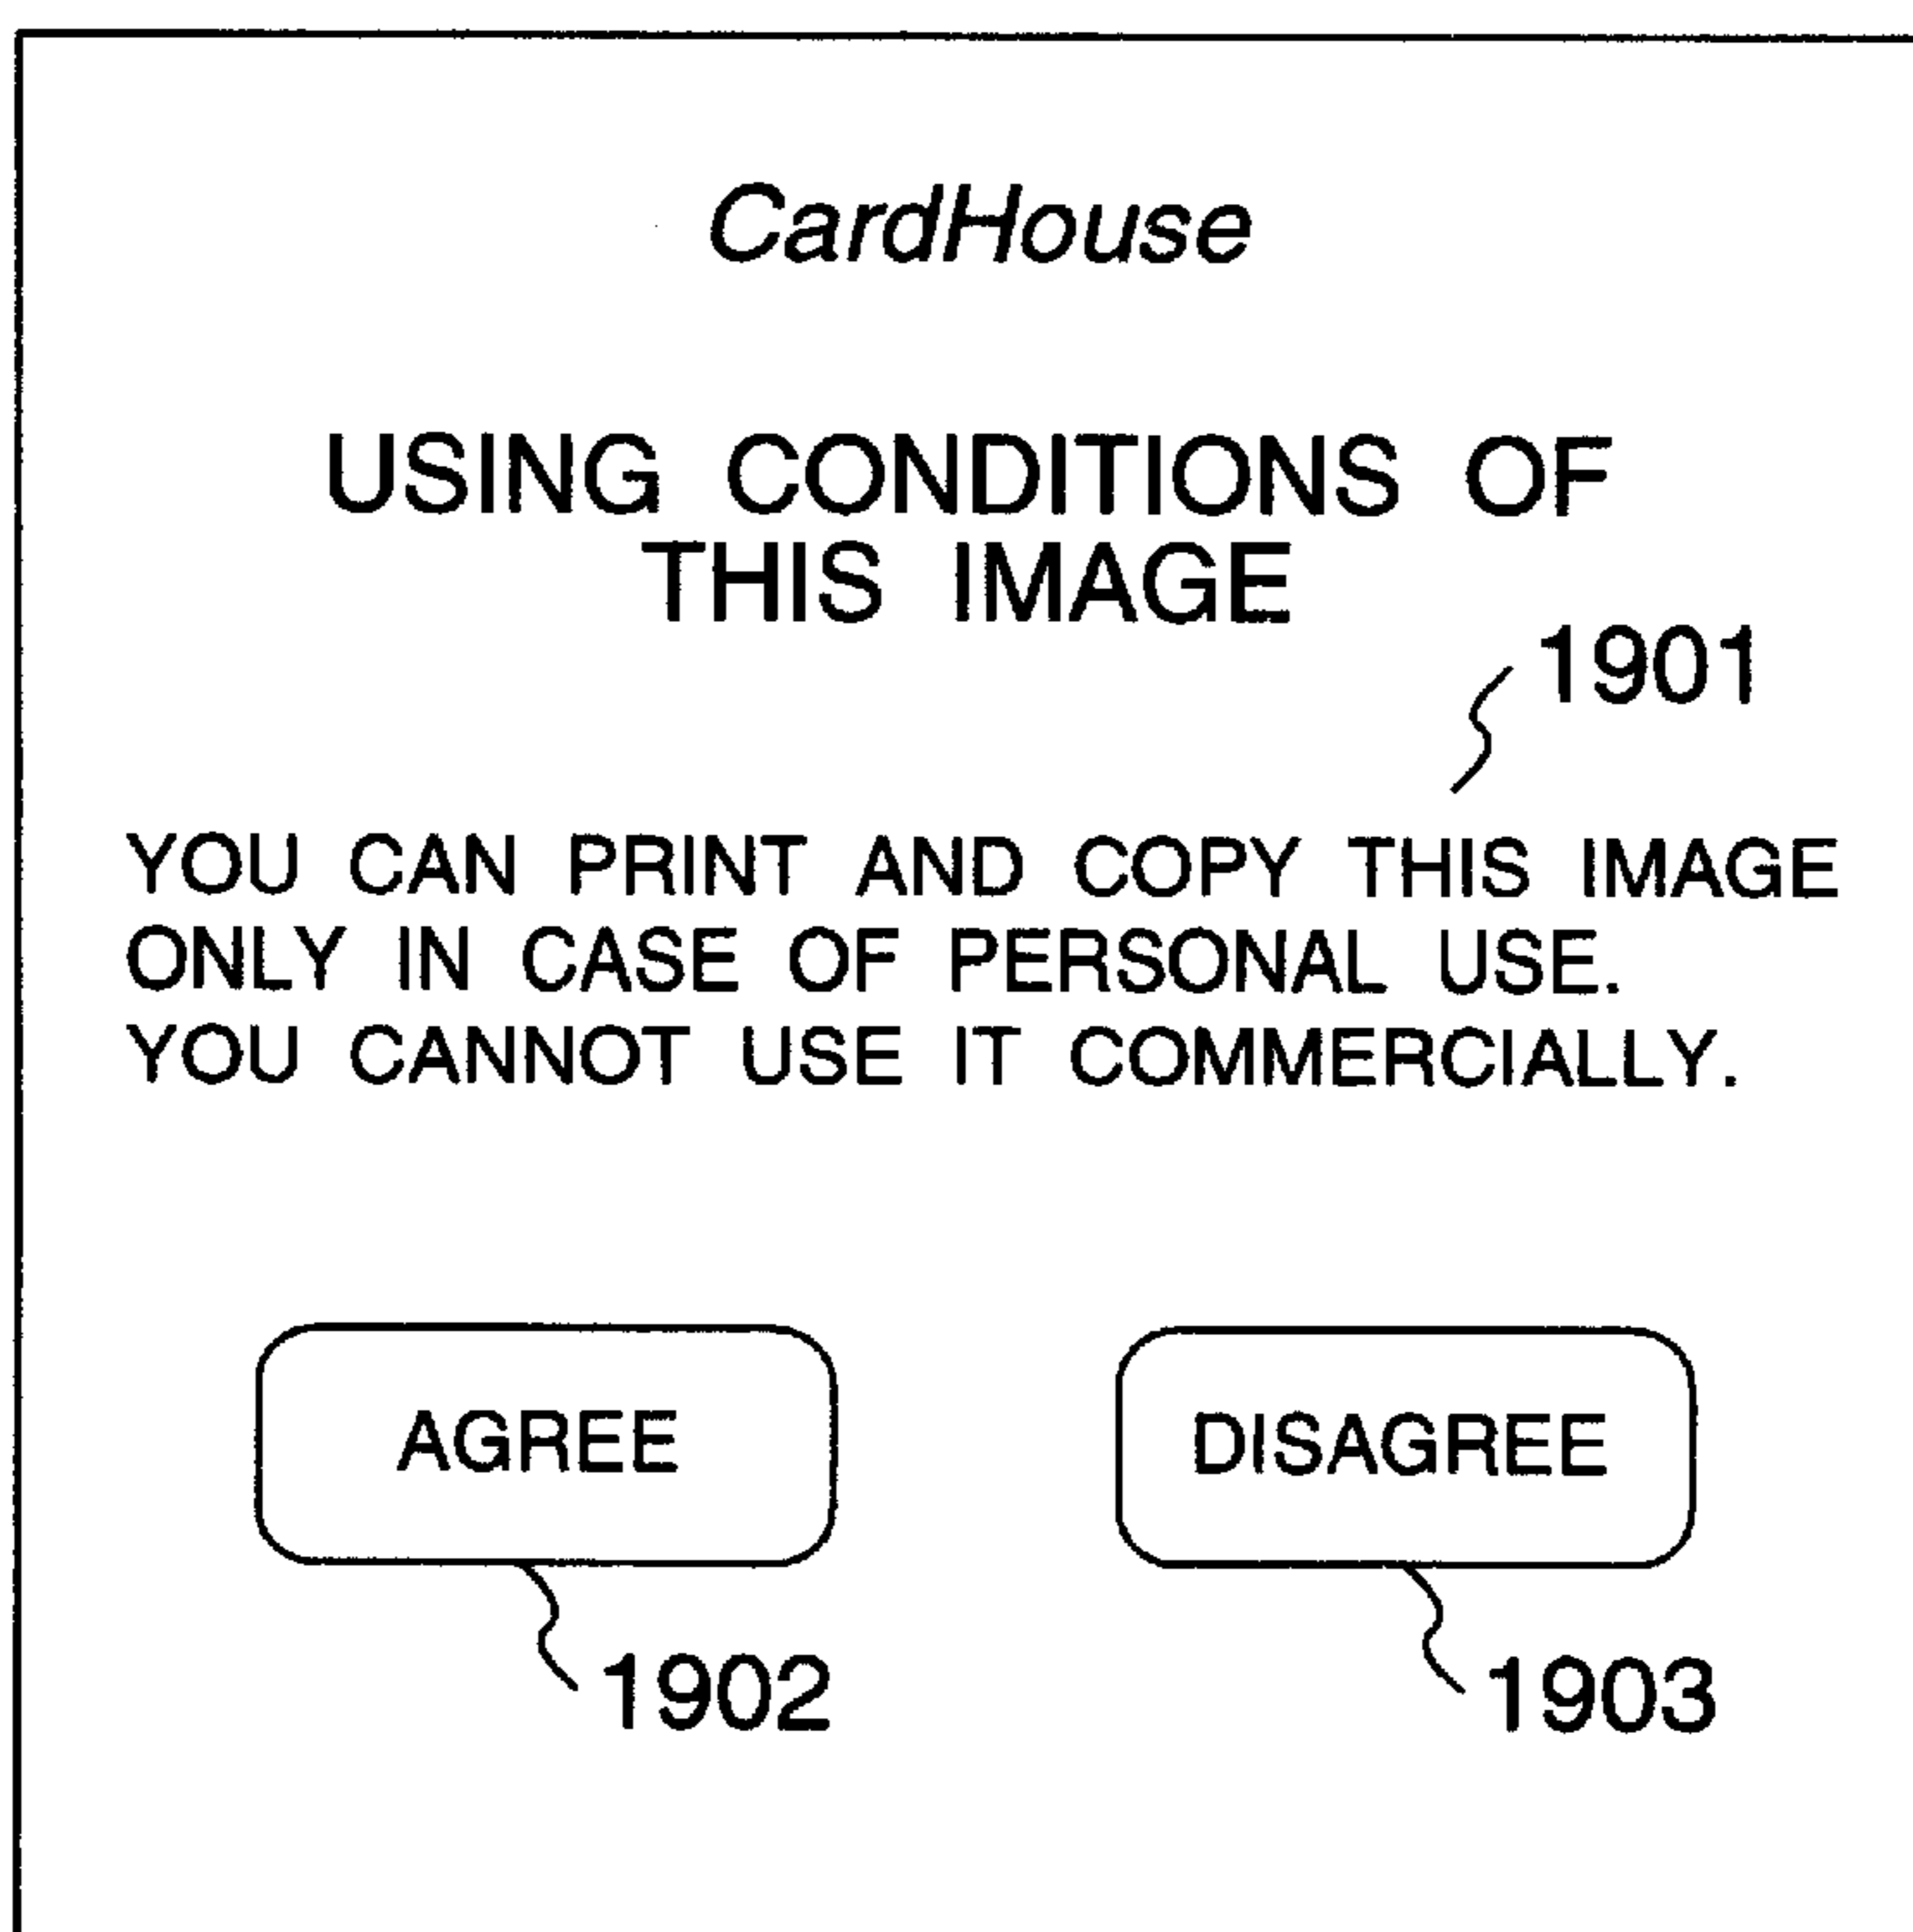 CardHouse
USING CONDITIONS OF
THIS IMAGE
1901
YOU CAN PRINT AND COPY THIS IMAGE
ONLY IN CASE OF PERSONAL USE.
YOU CANNOT USE IT COMMERCIALLY.
AGREE DISAGREE
1902 1903